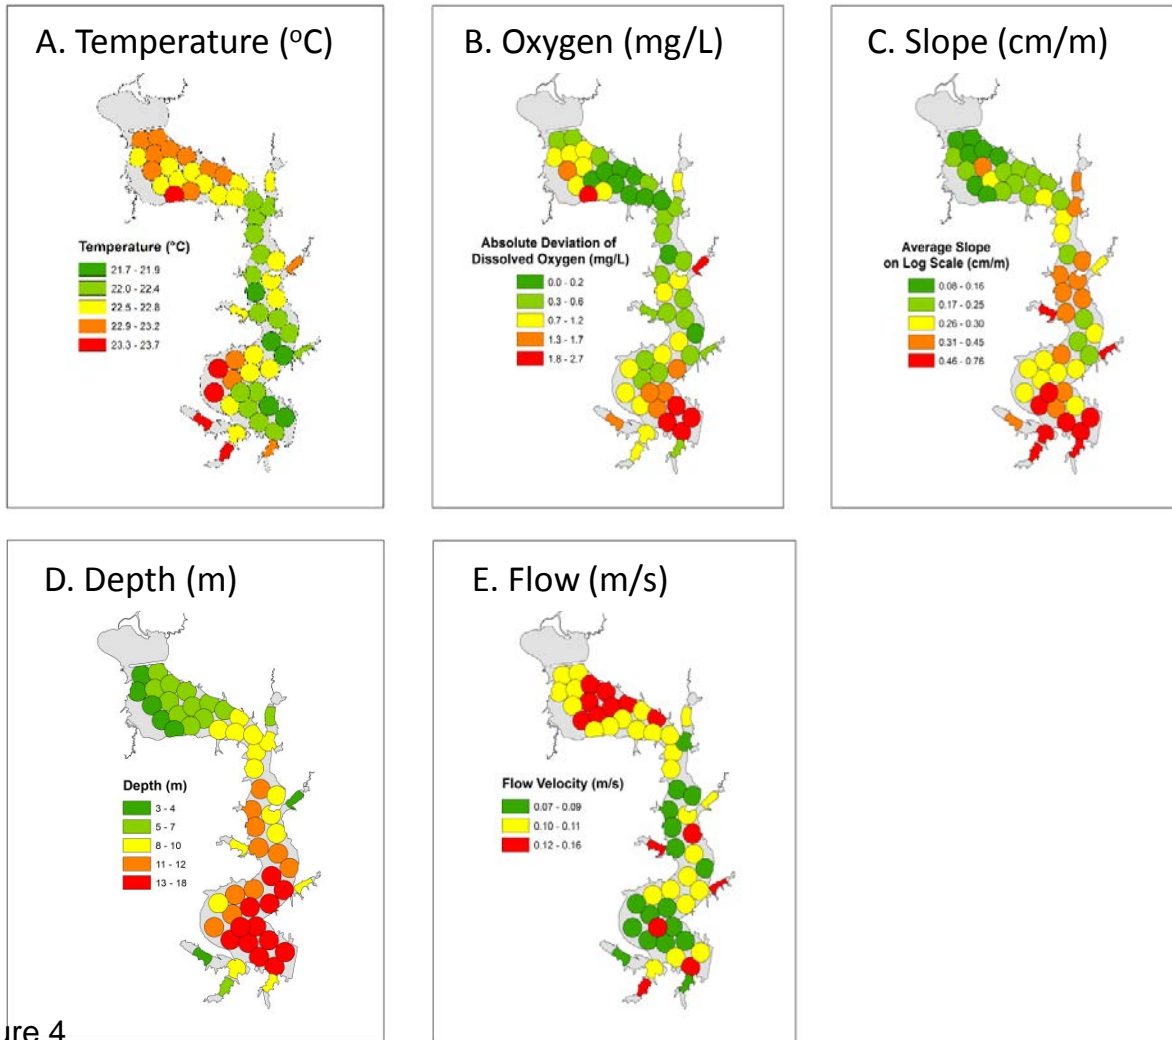 A. Temperature (°C)
Temperature (°C)
21.7 - 21.9
22.0 - 22.4
22.5 - 22.8
22.9 - 23.2
23.3 - 23.7
B. Oxygen (mg/L)
Absolute Deviation of
Dissolved Oxygen (mg/L)
0.0 - 0.2
0.3 - 0.6
0.7 - 1.2
1.3 - 1.7
1.8 - 2.7
C. Slope (cm/m)
Average Slope
on Log Scale (cm/m)
0.08 - 0.16
0.17 - 0.25
0.26 - 0.30
0.31 - 0.45
0.46 - 0.76
D. Depth (m)
Depth (m)
3 - 4
5 - 7
8 - 10
11 - 12
13 - 18
E. Flow (m/s)
Flow Velocity (m/s)
0.07 - 0.09
0.10 - 0.11
0.12 - 0.16
ure 4